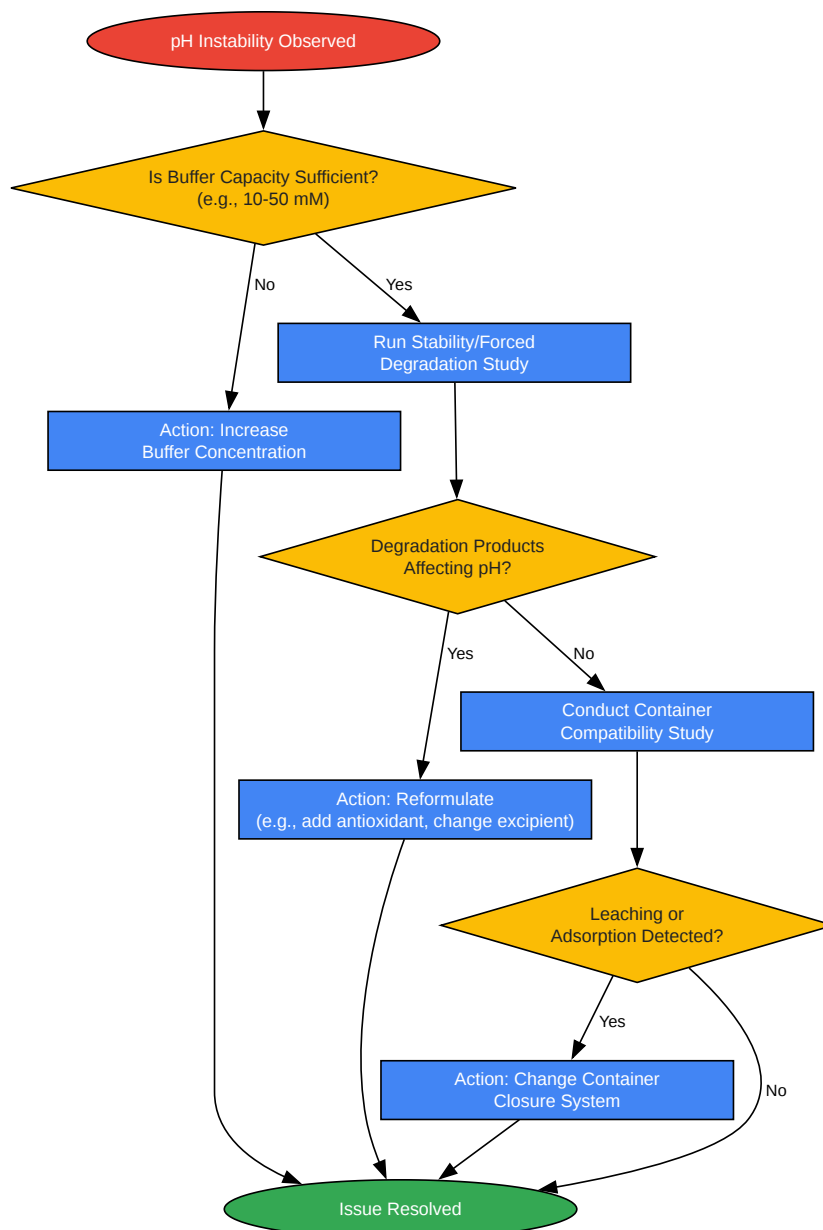 pH Instability Observed
Is Buffer Capacity Sufficient?
(e.g., 10-50 mM)
No
Yes
Run Stability/Forced
Degradation Study
Action: Increase
Buffer Concentration
Degradation Products
Affecting pH?
Yes
No
Conduct Container
Compatibility Study
Action: Reformulate
(e.g., add antioxidant, change excipient)
Leaching or
Adsorption Detected?
Yes
Action: Change Container
Closure System
No
Issue Resolved